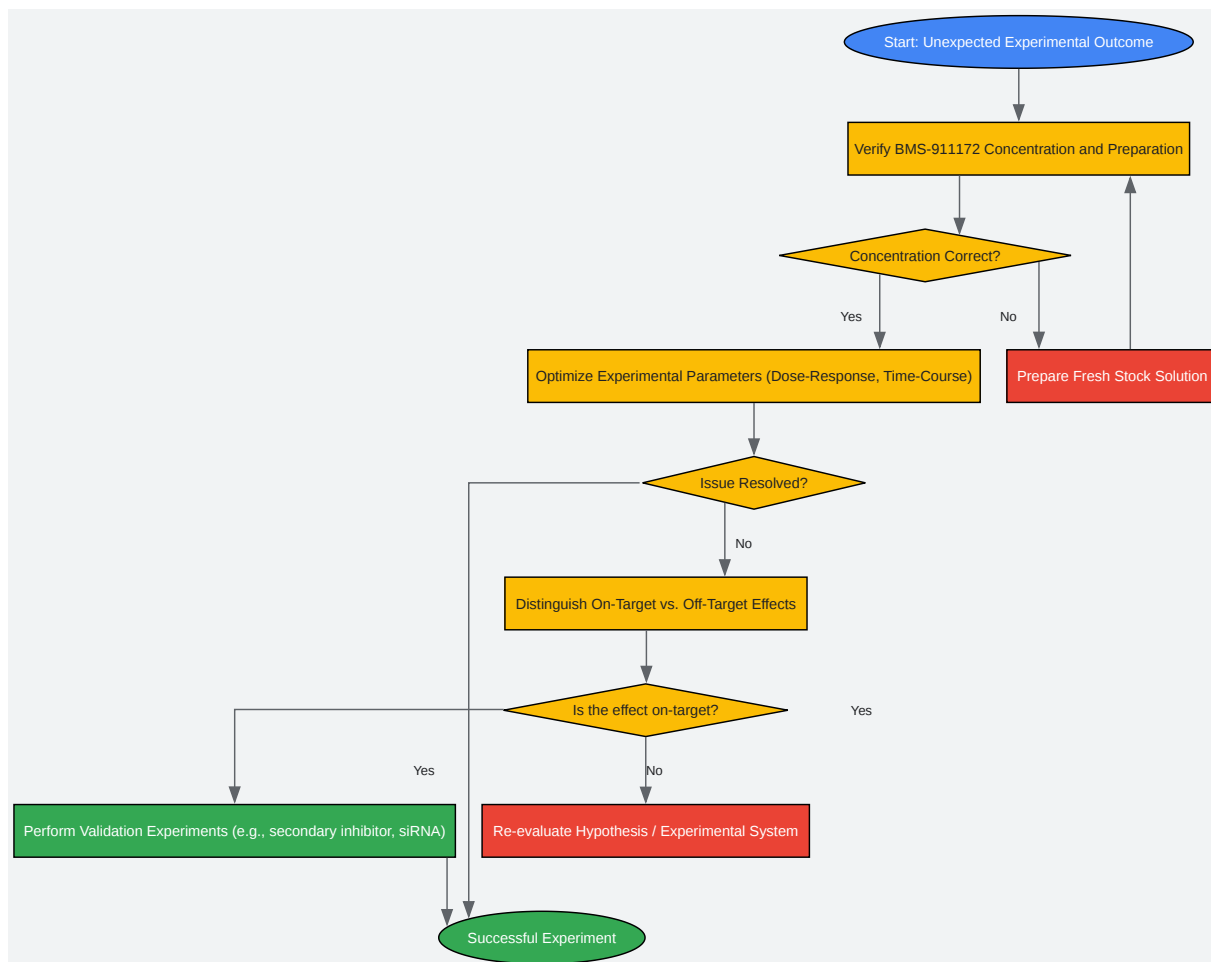 Start: Unexpected Experimental Outcome
Verify BMS-911172 Concentration and Preparation
Concentration Correct?
Yes
No
Optimize Experimental Parameters (Dose-Response, Time-Course)
Prepare Fresh Stock Solution
Issue Resolved?
No
Distinguish On-Target vs. Off-Target Effects
Is the effect on-target?
Yes
Yes
No
Perform Validation Experiments (e.g., secondary inhibitor, siRNA)
Re-evaluate Hypothesis / Experimental System
Successful Experiment